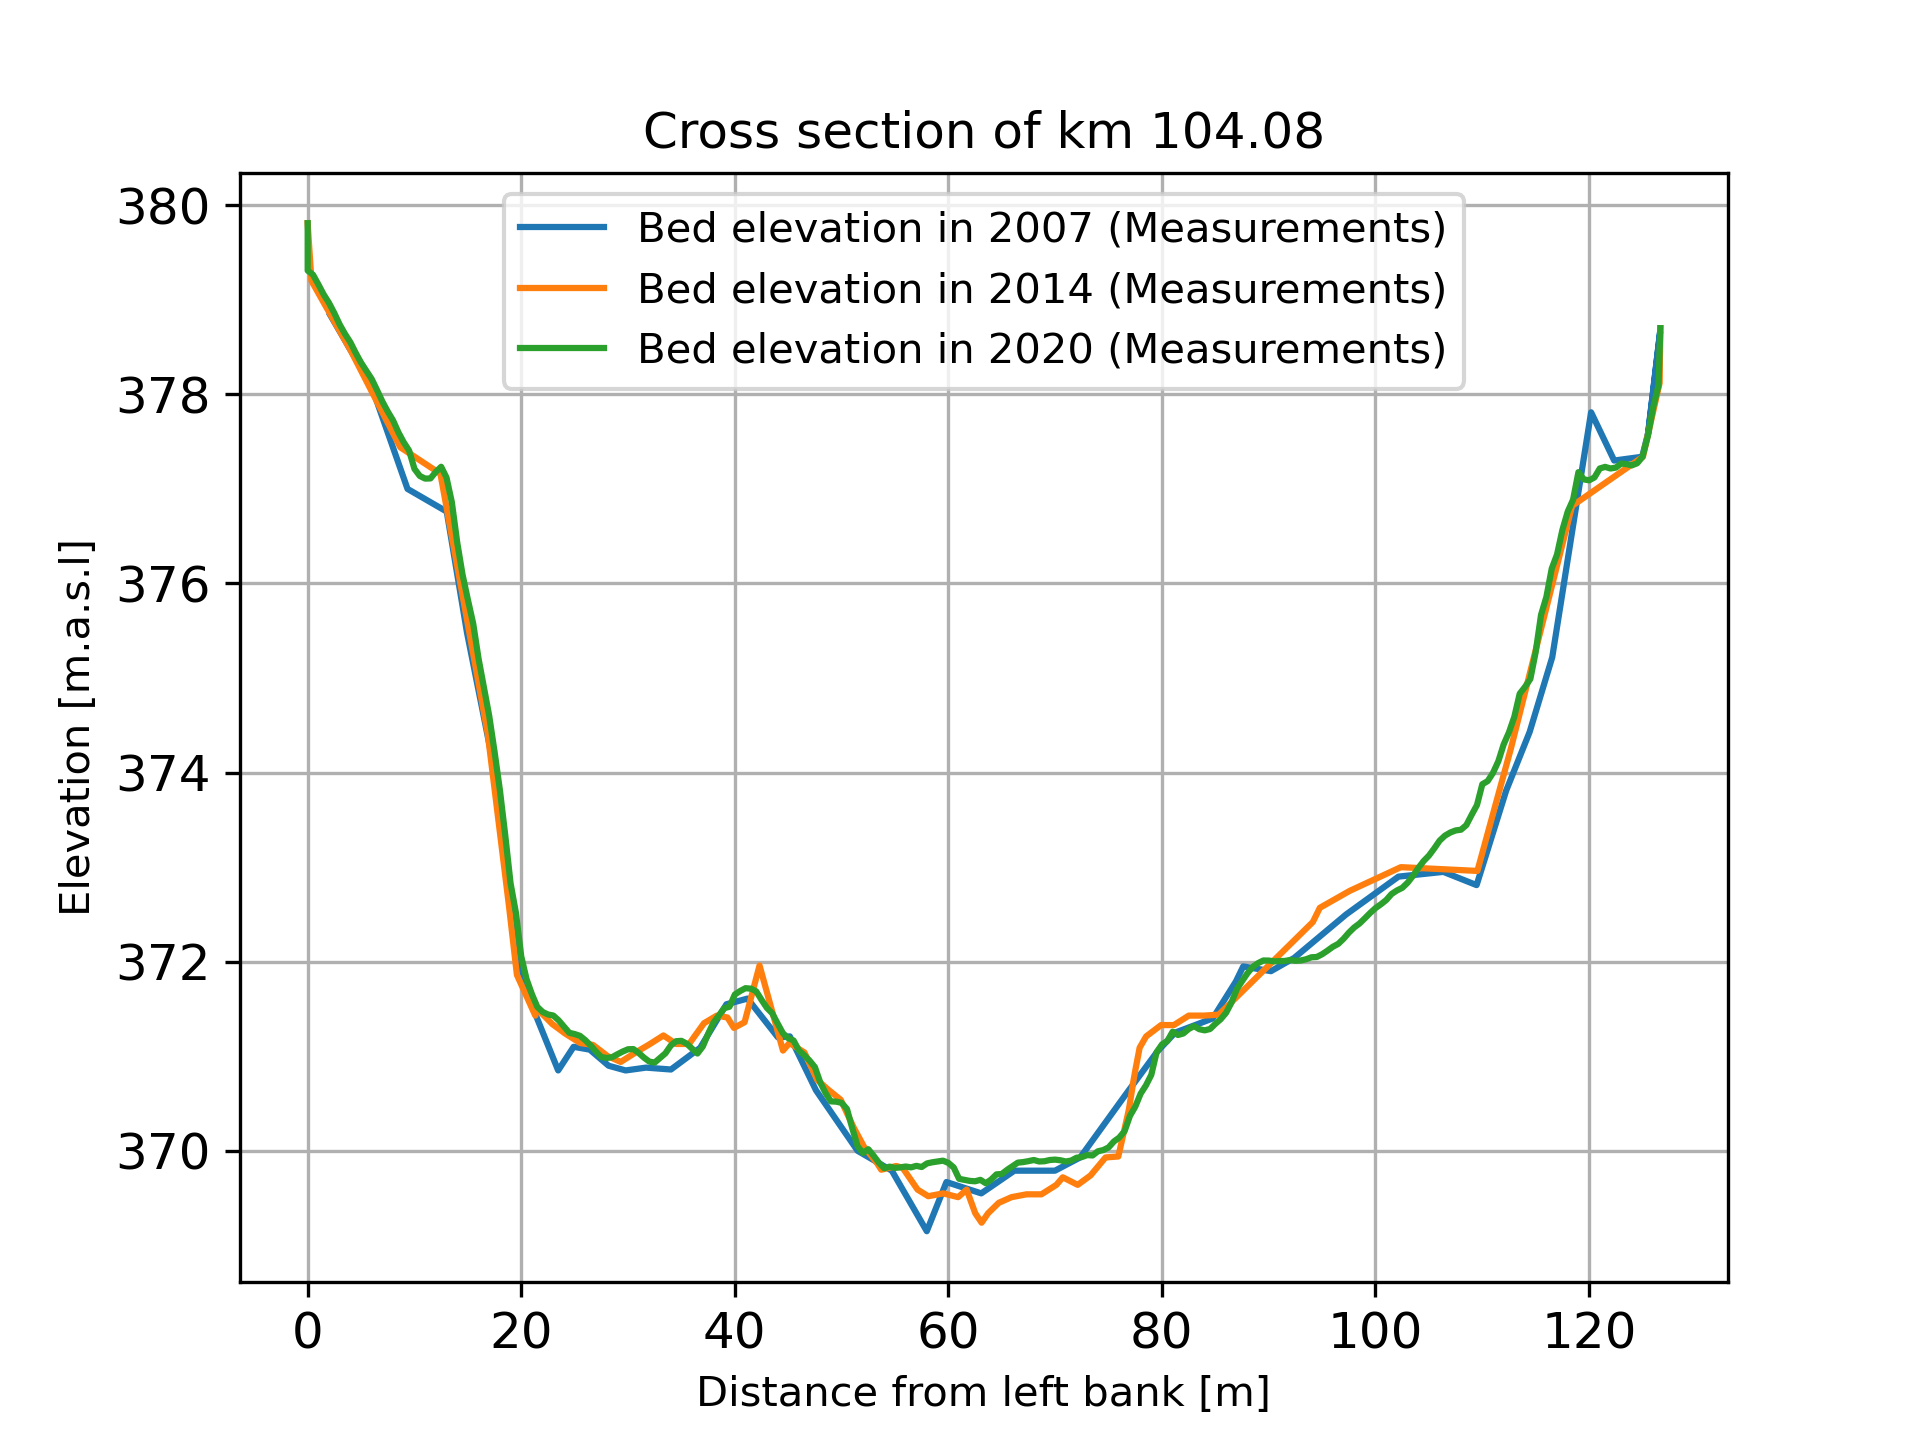 Cross section of km 104.08
Bed elevation in 2007 (Measurements)
Bed elevation in 2014 (Measurements)
Bed elevation in 2020 (Measurements)
Elevation [m.a.s.l]
380
378
376
374
372
370
0 20 40 60 80 100 120
Distance from left bank [m]